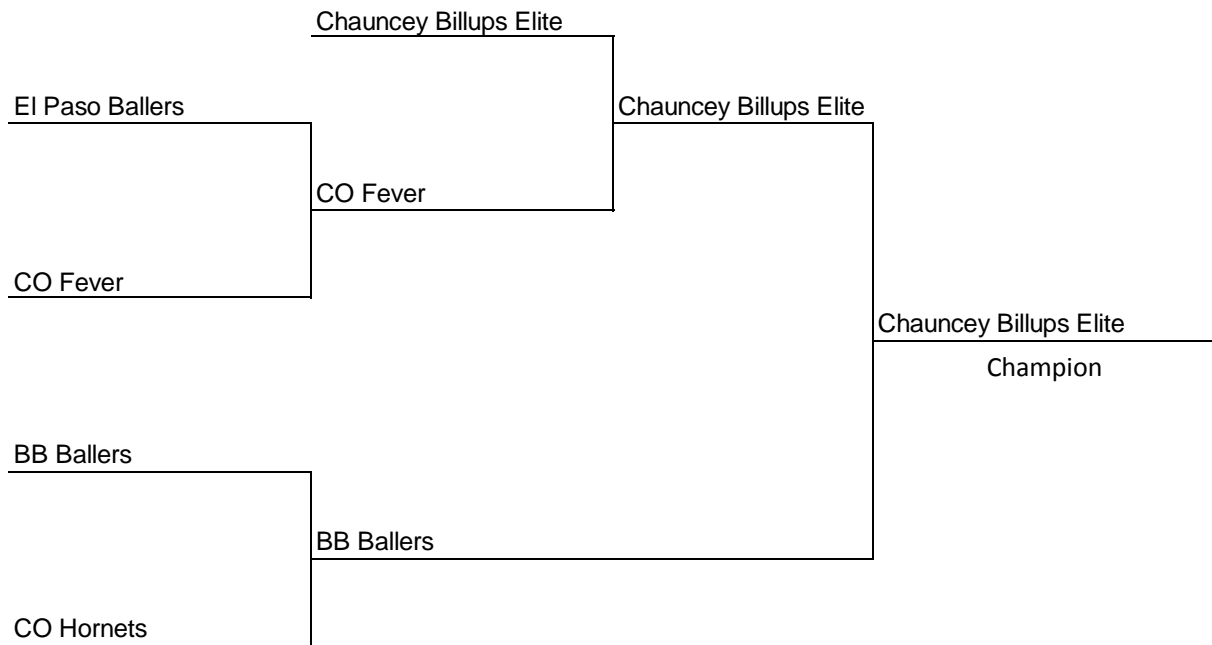 Chauncey Billups Elite
El Paso Ballers
Chauncey Billups Elite
CO Fever
CO Fever
Chauncey Billups Elite
Champion
BB Ballers
BB Ballers
CO Hornets